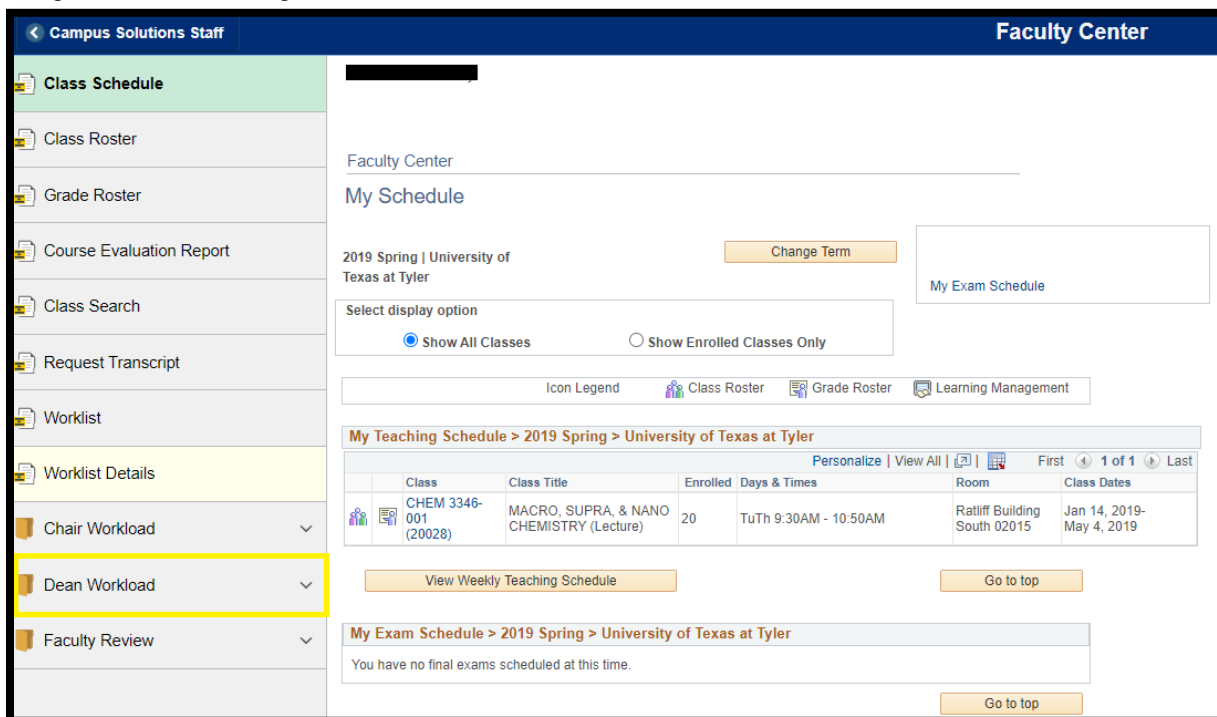 Campus Solutions Staff
Faculty Center
Class Schedule
Class Roster
Grade Roster
Course Evaluation Report
Class Search
Request Transcript
Worklist
Worklist Details
Chair Workload
Dean Workload
Faculty Review
Faculty Center
My Schedule
2019 Spring | University of
Texas at Tyler
Change Term
My Exam Schedule
Select display option
Show All Classes
Show Enrolled Classes Only
Icon Legend Class Roster Grade Roster Learning Management
My Teaching Schedule > 2019 Spring > University of Texas at Tyler
Personalize | View All | | First 1 of 1 Last
Class Class Title Enrolled Days & Times Room Class Dates
CHEM 3346-
001
(20028)
MACRO, SUPRA, & NANO
CHEMISTRY (Lecture)
20
TuTh 9:30AM - 10:50AM
Ratliff Building
South 02015
Jan 14, 2019-
May 4, 2019
View Weekly Teaching Schedule
Go to top
My Exam Schedule > 2019 Spring > University of Texas at Tyler
You have no final exams scheduled at this time.
Go to top